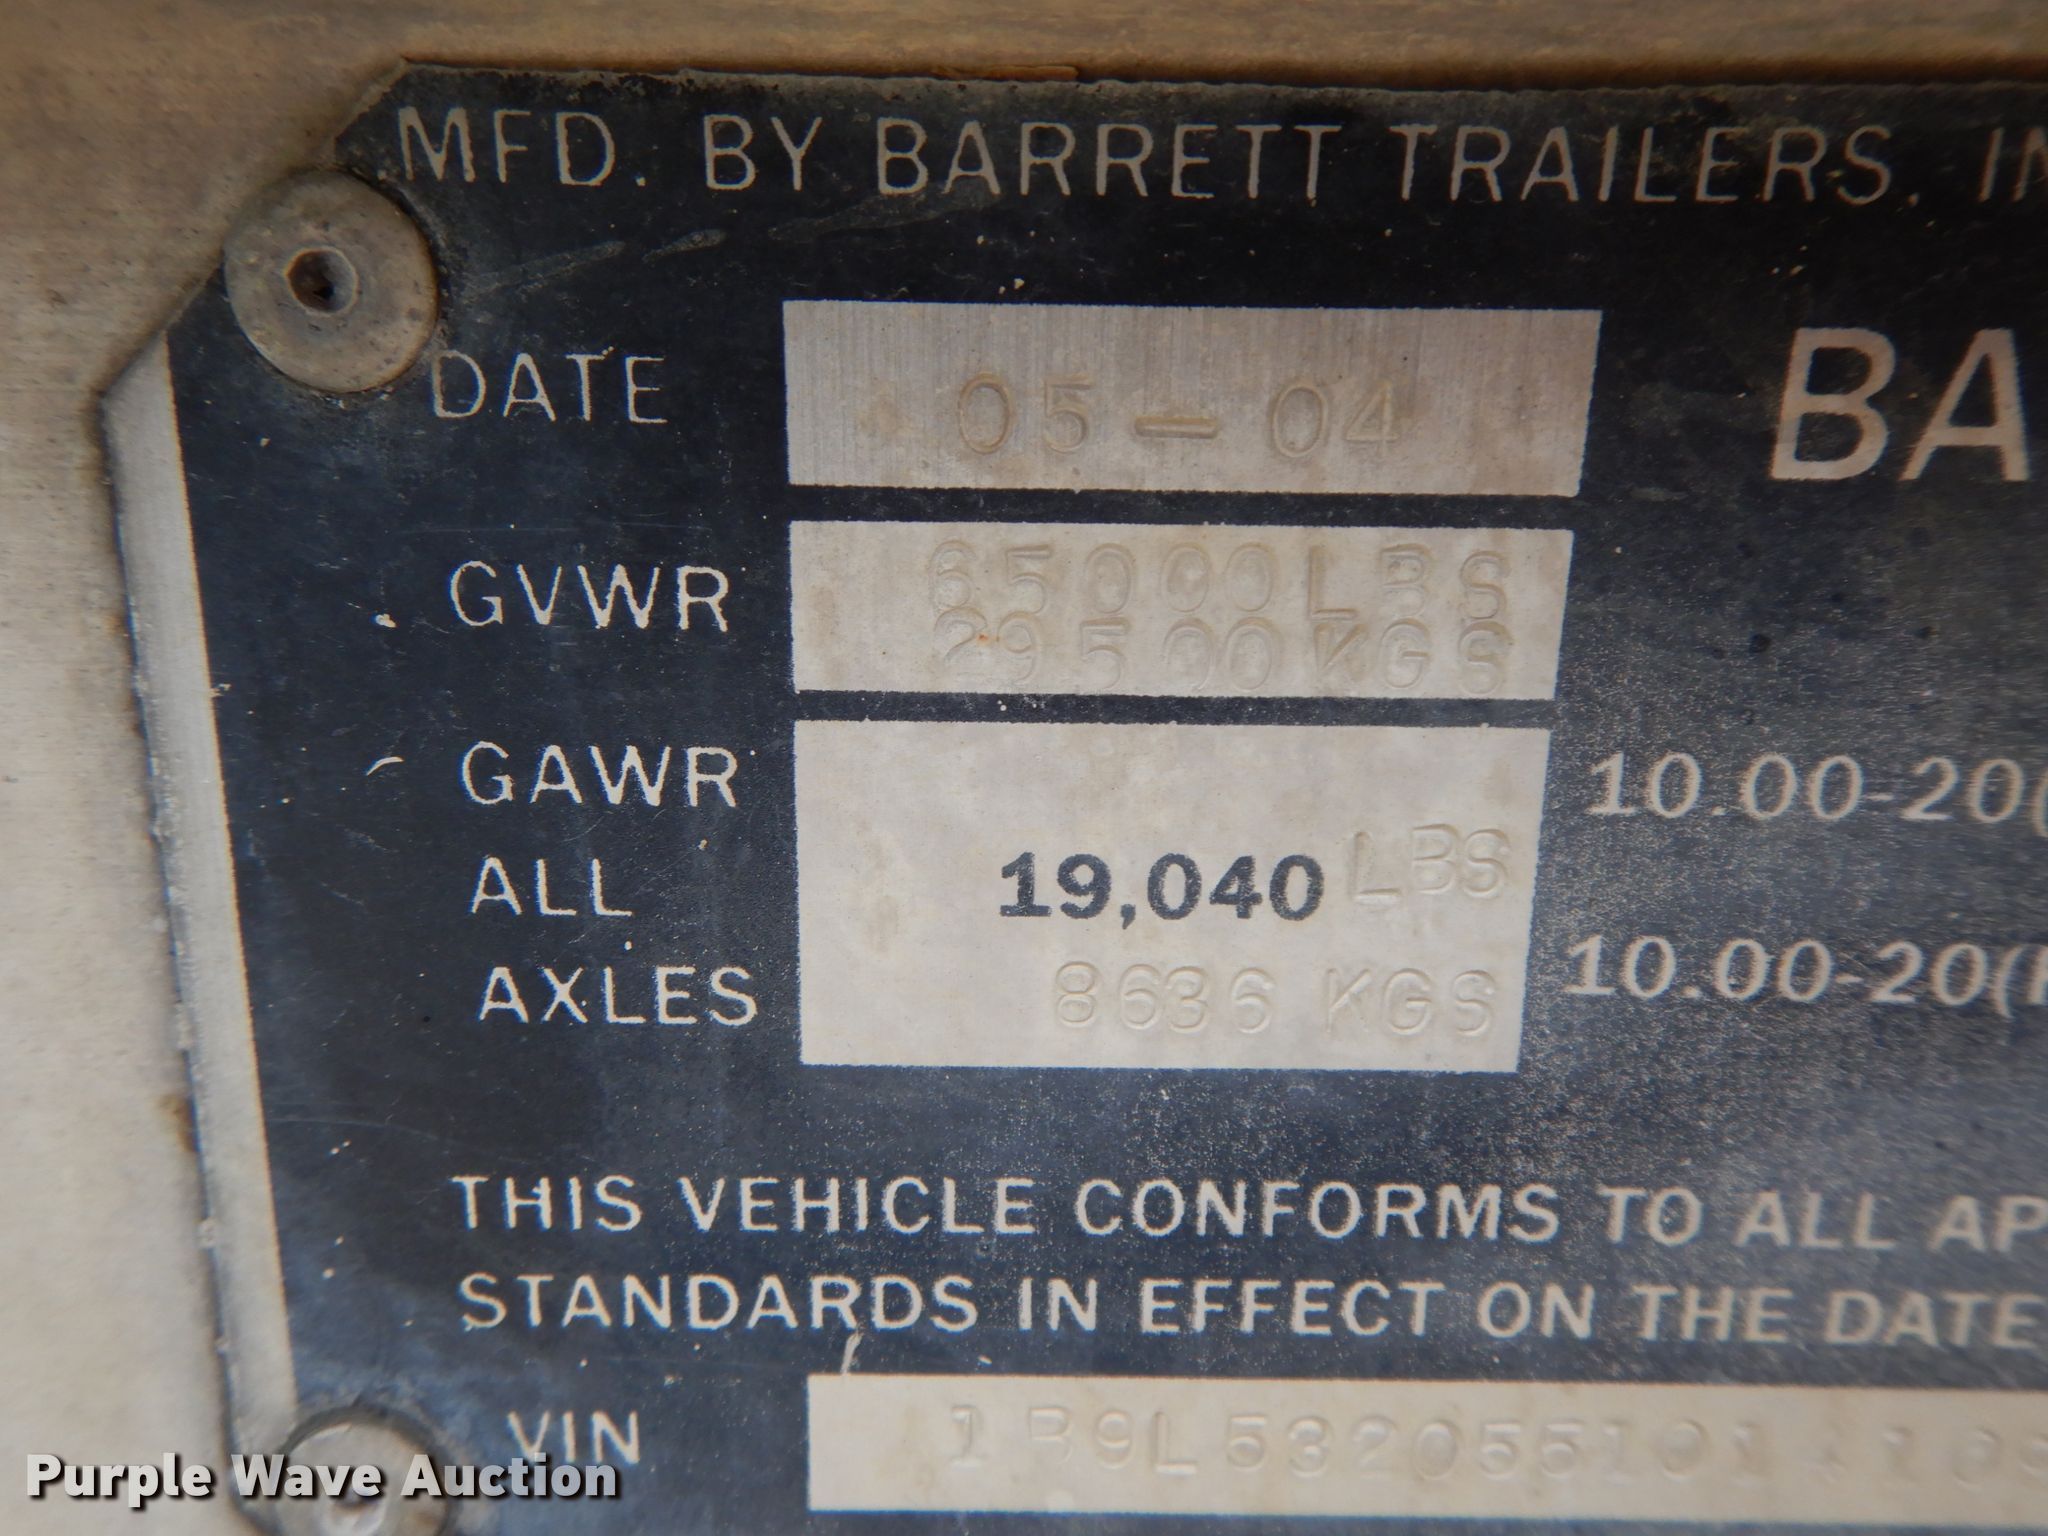 MFD. BY BARRETT TRAILERS, IN
DATE 05-04
BA
GVWR 65000LBS
29500KGS
GAWR
10.00-20(
ALL 19,040 LBS
AXLES 8636 KGS
10.00-20(R
THIS VEHICLE CONFORMS TO ALL AP
STANDARDS IN EFFECT ON THE DATE
VIN
Purple Wave Auction